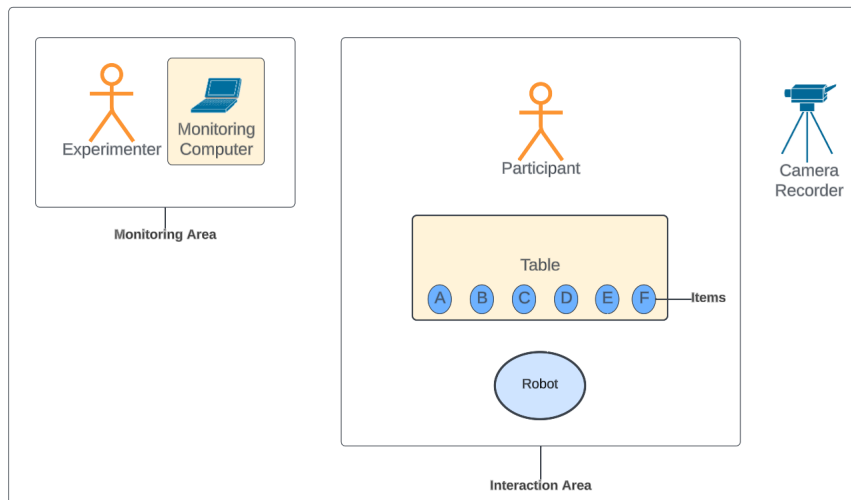 Experimenter
Monitoring
Computer
Monitoring Area
Participant
Camera
Recorder
Table
A B C D E F
Items
Robot
Interaction Area